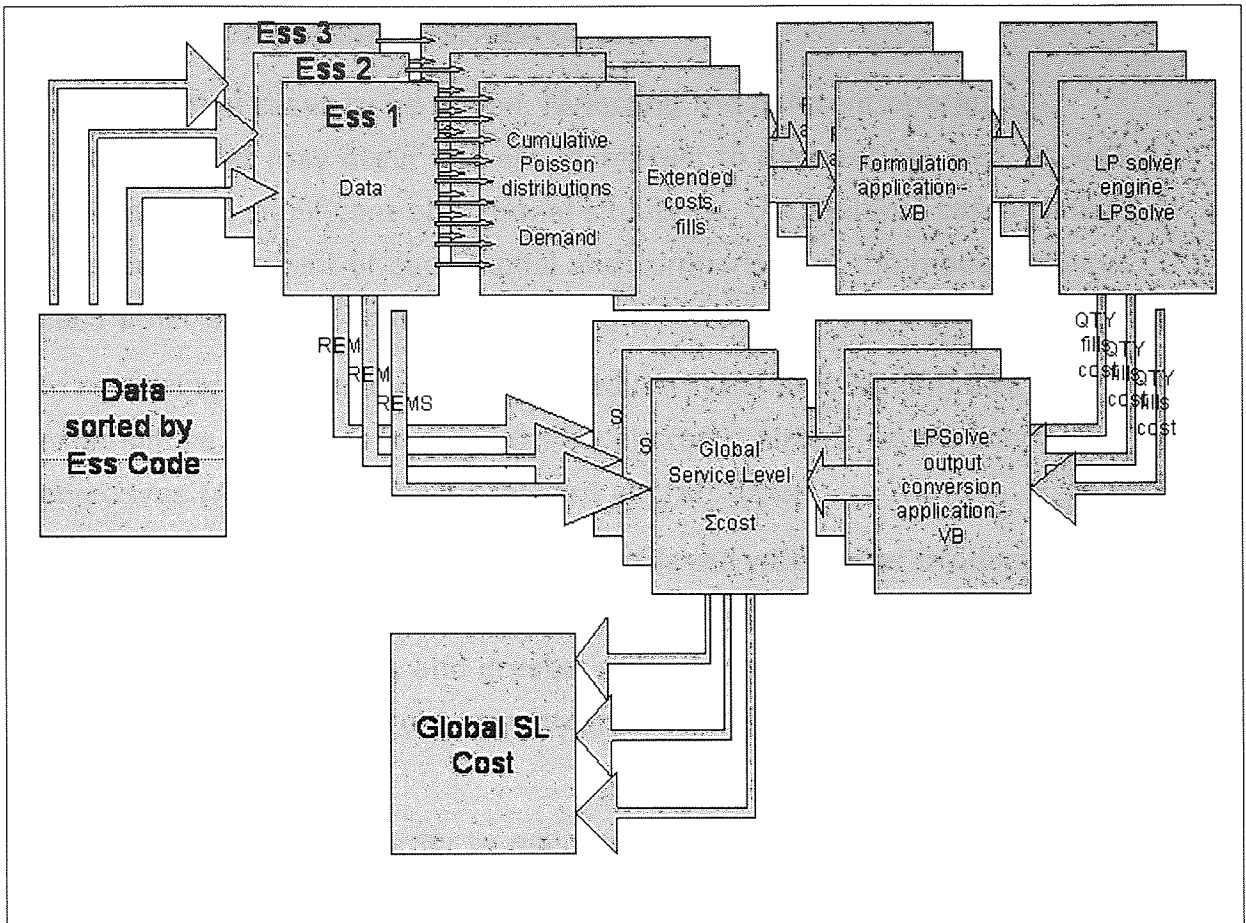 Ess 3
Ess 2
Ess 1
Data
Cumulative
Poisson
distributions
Demand
Extended
costs,
fills
Formulation
application-
VB
LP solver
engine-
LPSolve
Data
sorted by
Ess Code
REM
REM
REMS
QTY
fills
cost
QTY
fills
cost
QTY
fills
cost
S
S
Global
Service Level
Σcost
LPSolve
output
conversion
application-
VB
Global SL
Cost